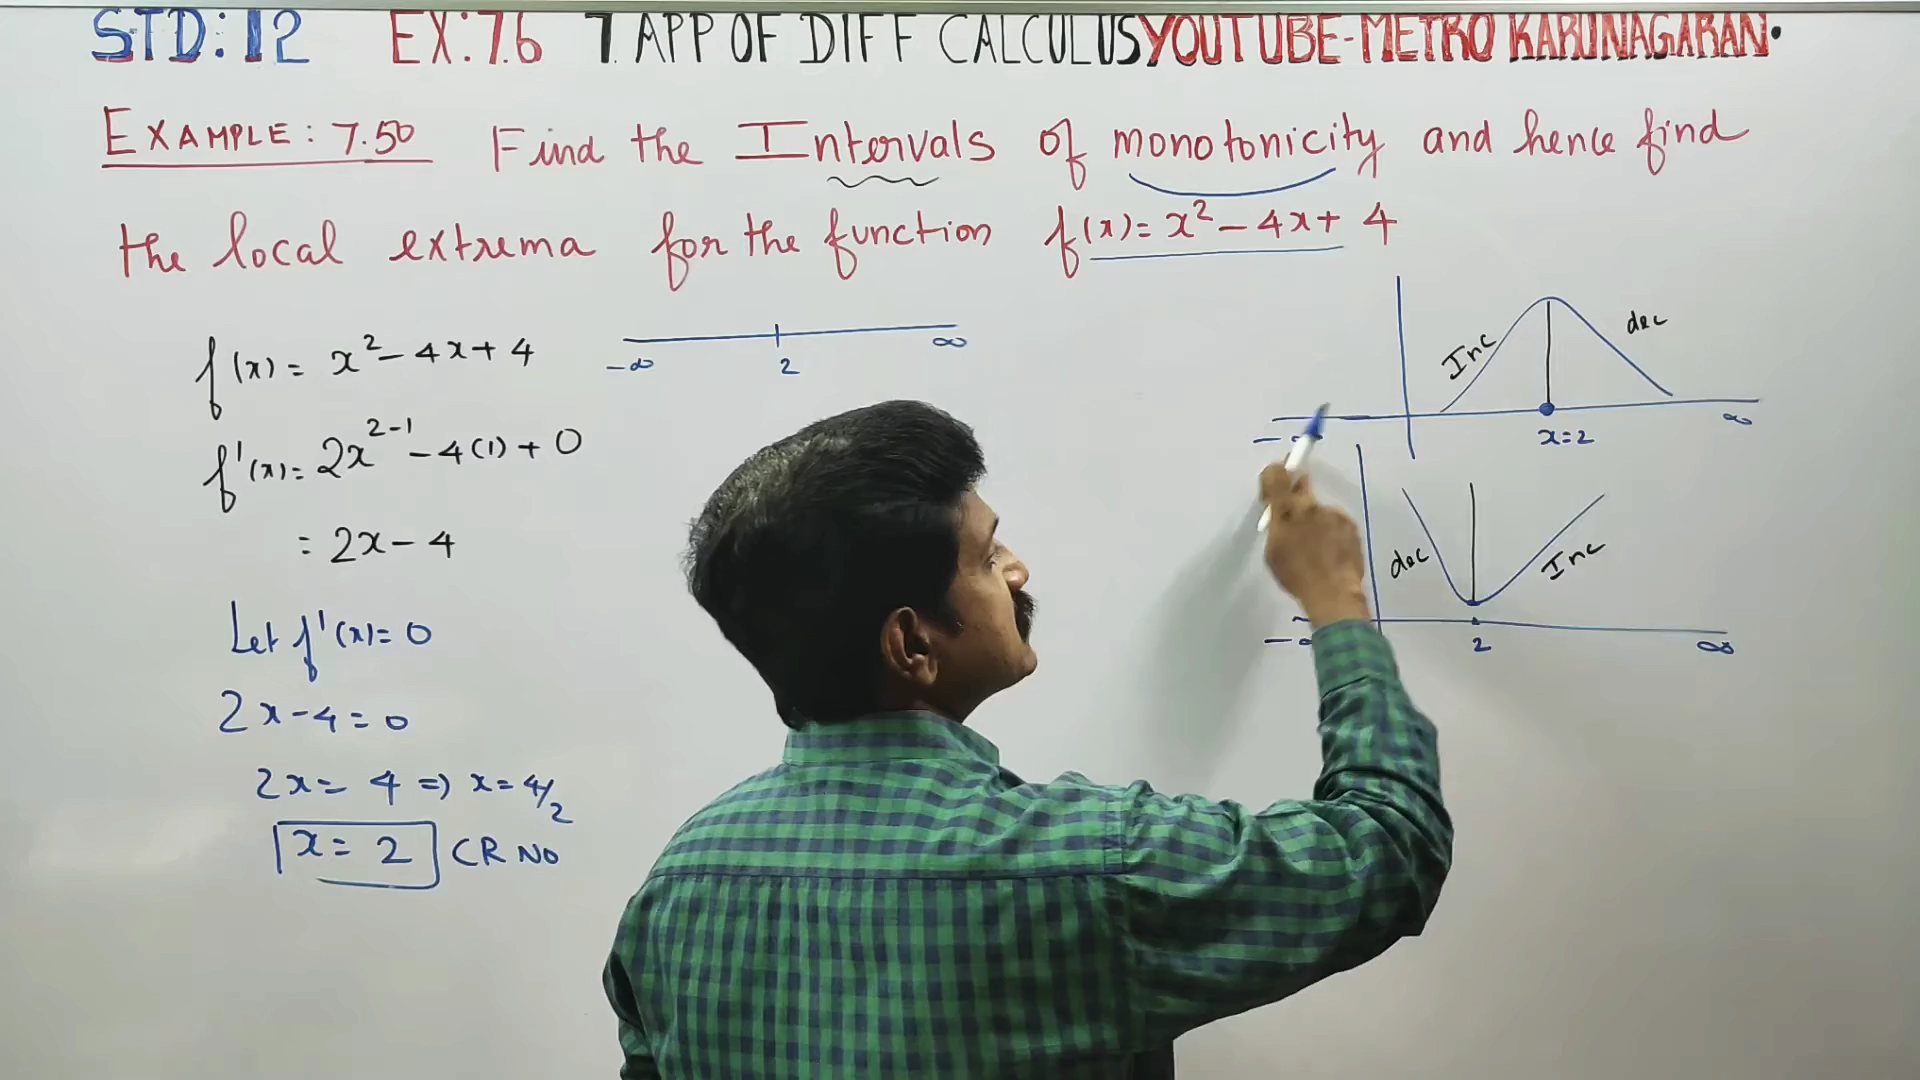 STD:12 EX:7.6 7. APP OF DIFF CALCULUS YOUTUBE-METRO KARUNAGARAN.
EXAMPLE: 7.50 Find the Intervals of monotonicity and hence find
the local extrema for the function f(x)= x² - 4x + 4
f(x) = x² - 4x + 4
f'(x) = 2x²⁻¹ - 4(1) + 0
= 2x - 4
Let f'(x) = 0
2x - 4 = 0
2x = 4 => x = 4/2
x = 2 CR NO
-∞ 2 ∞
Inc dec
x=2 ∞
dec Inc
2 ∞